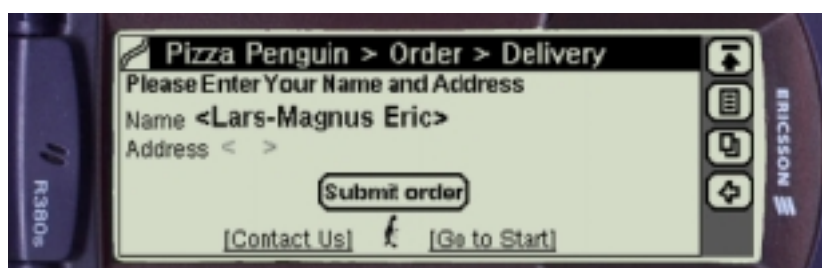 Pizza Penguin > Order > Delivery
Please Enter Your Name and Address
Name <Lars-Magnus Eric>
Address < >
Submit order
[Contact Us] [Go to Start]
R380s
ERICSSON